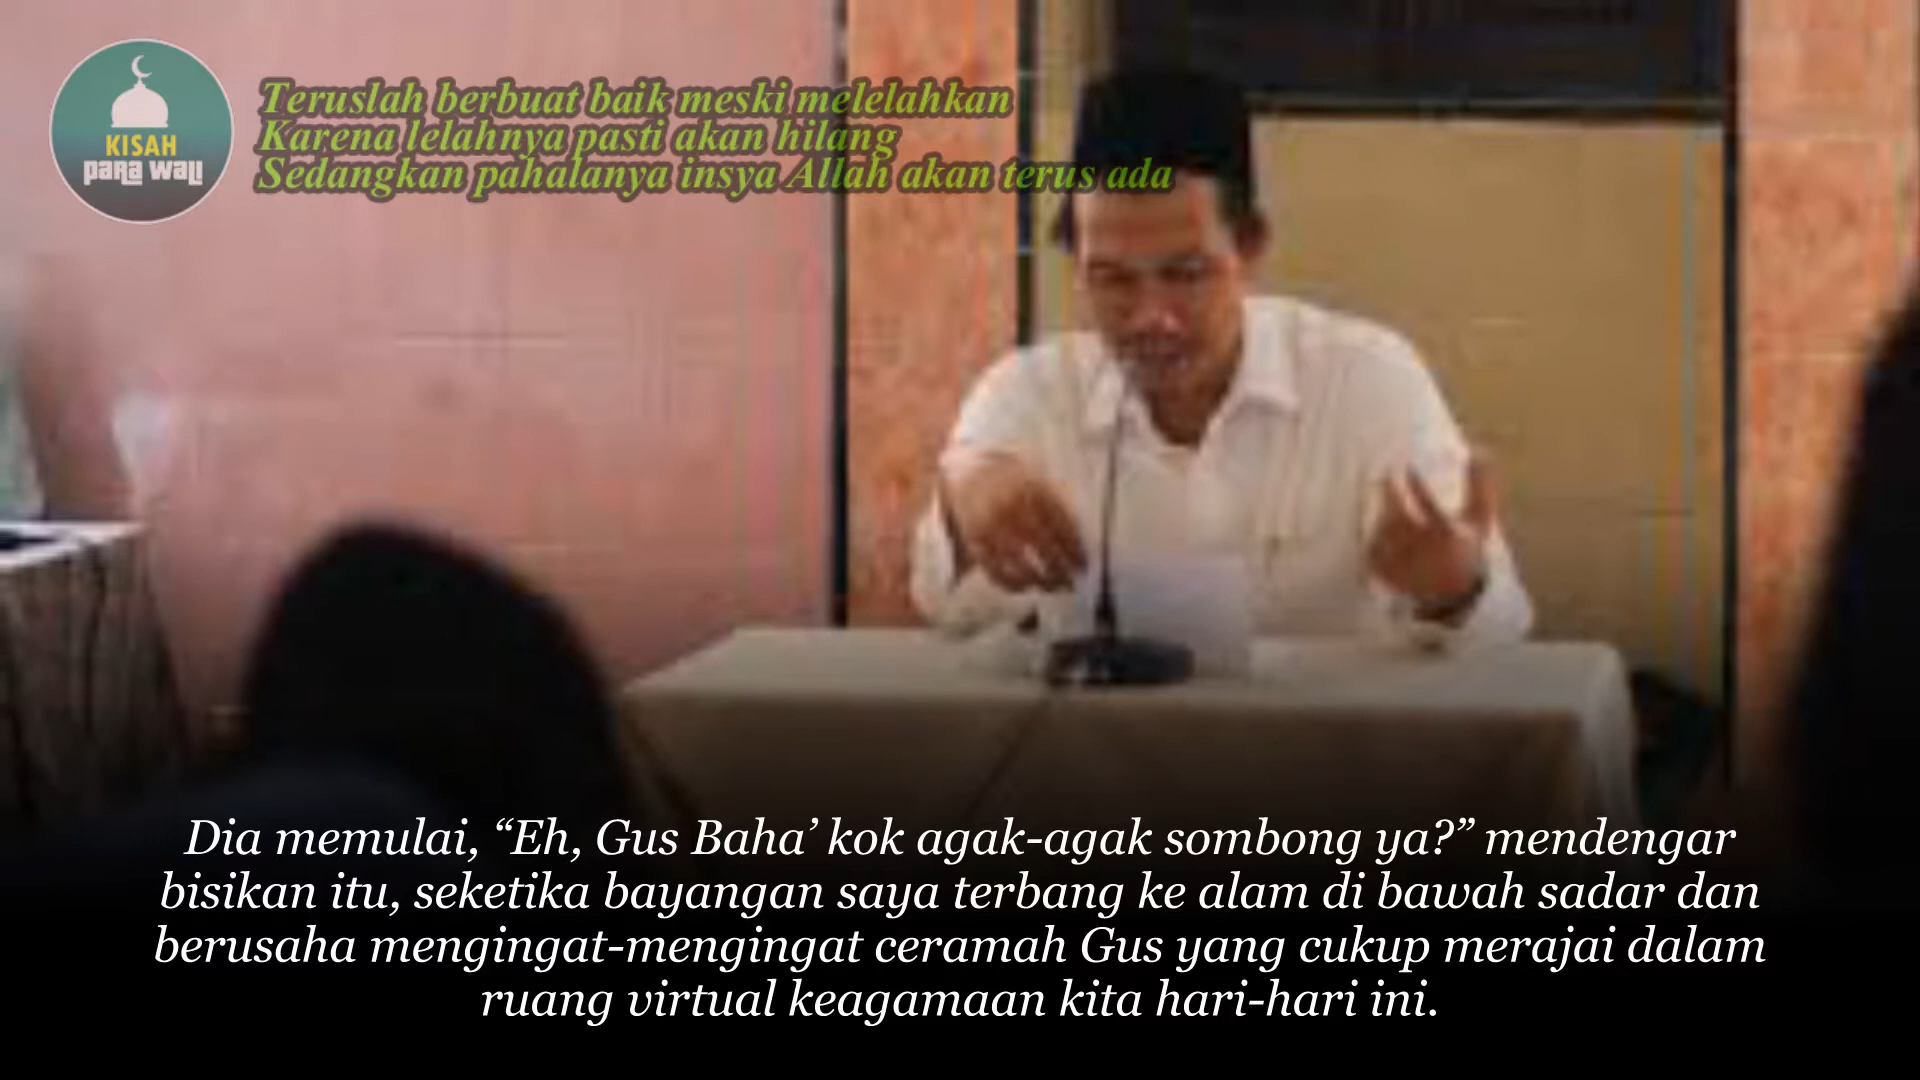 KISAH
PARA WALI
Teruslah berbuat baik meski melelahkan
Karena lelahnya pasti akan hilang
Sedangkan pahalanya insya Allah akan terus ada
Dia memulai, “Eh, Gus Baha’ kok agak-agak sombong ya?” mendengar
bisikan itu, seketika bayangan saya terbang ke alam di bawah sadar dan
berusaha mengingat-mengingat ceramah Gus yang cukup merajai dalam
ruang virtual keagamaan kita hari-hari ini.